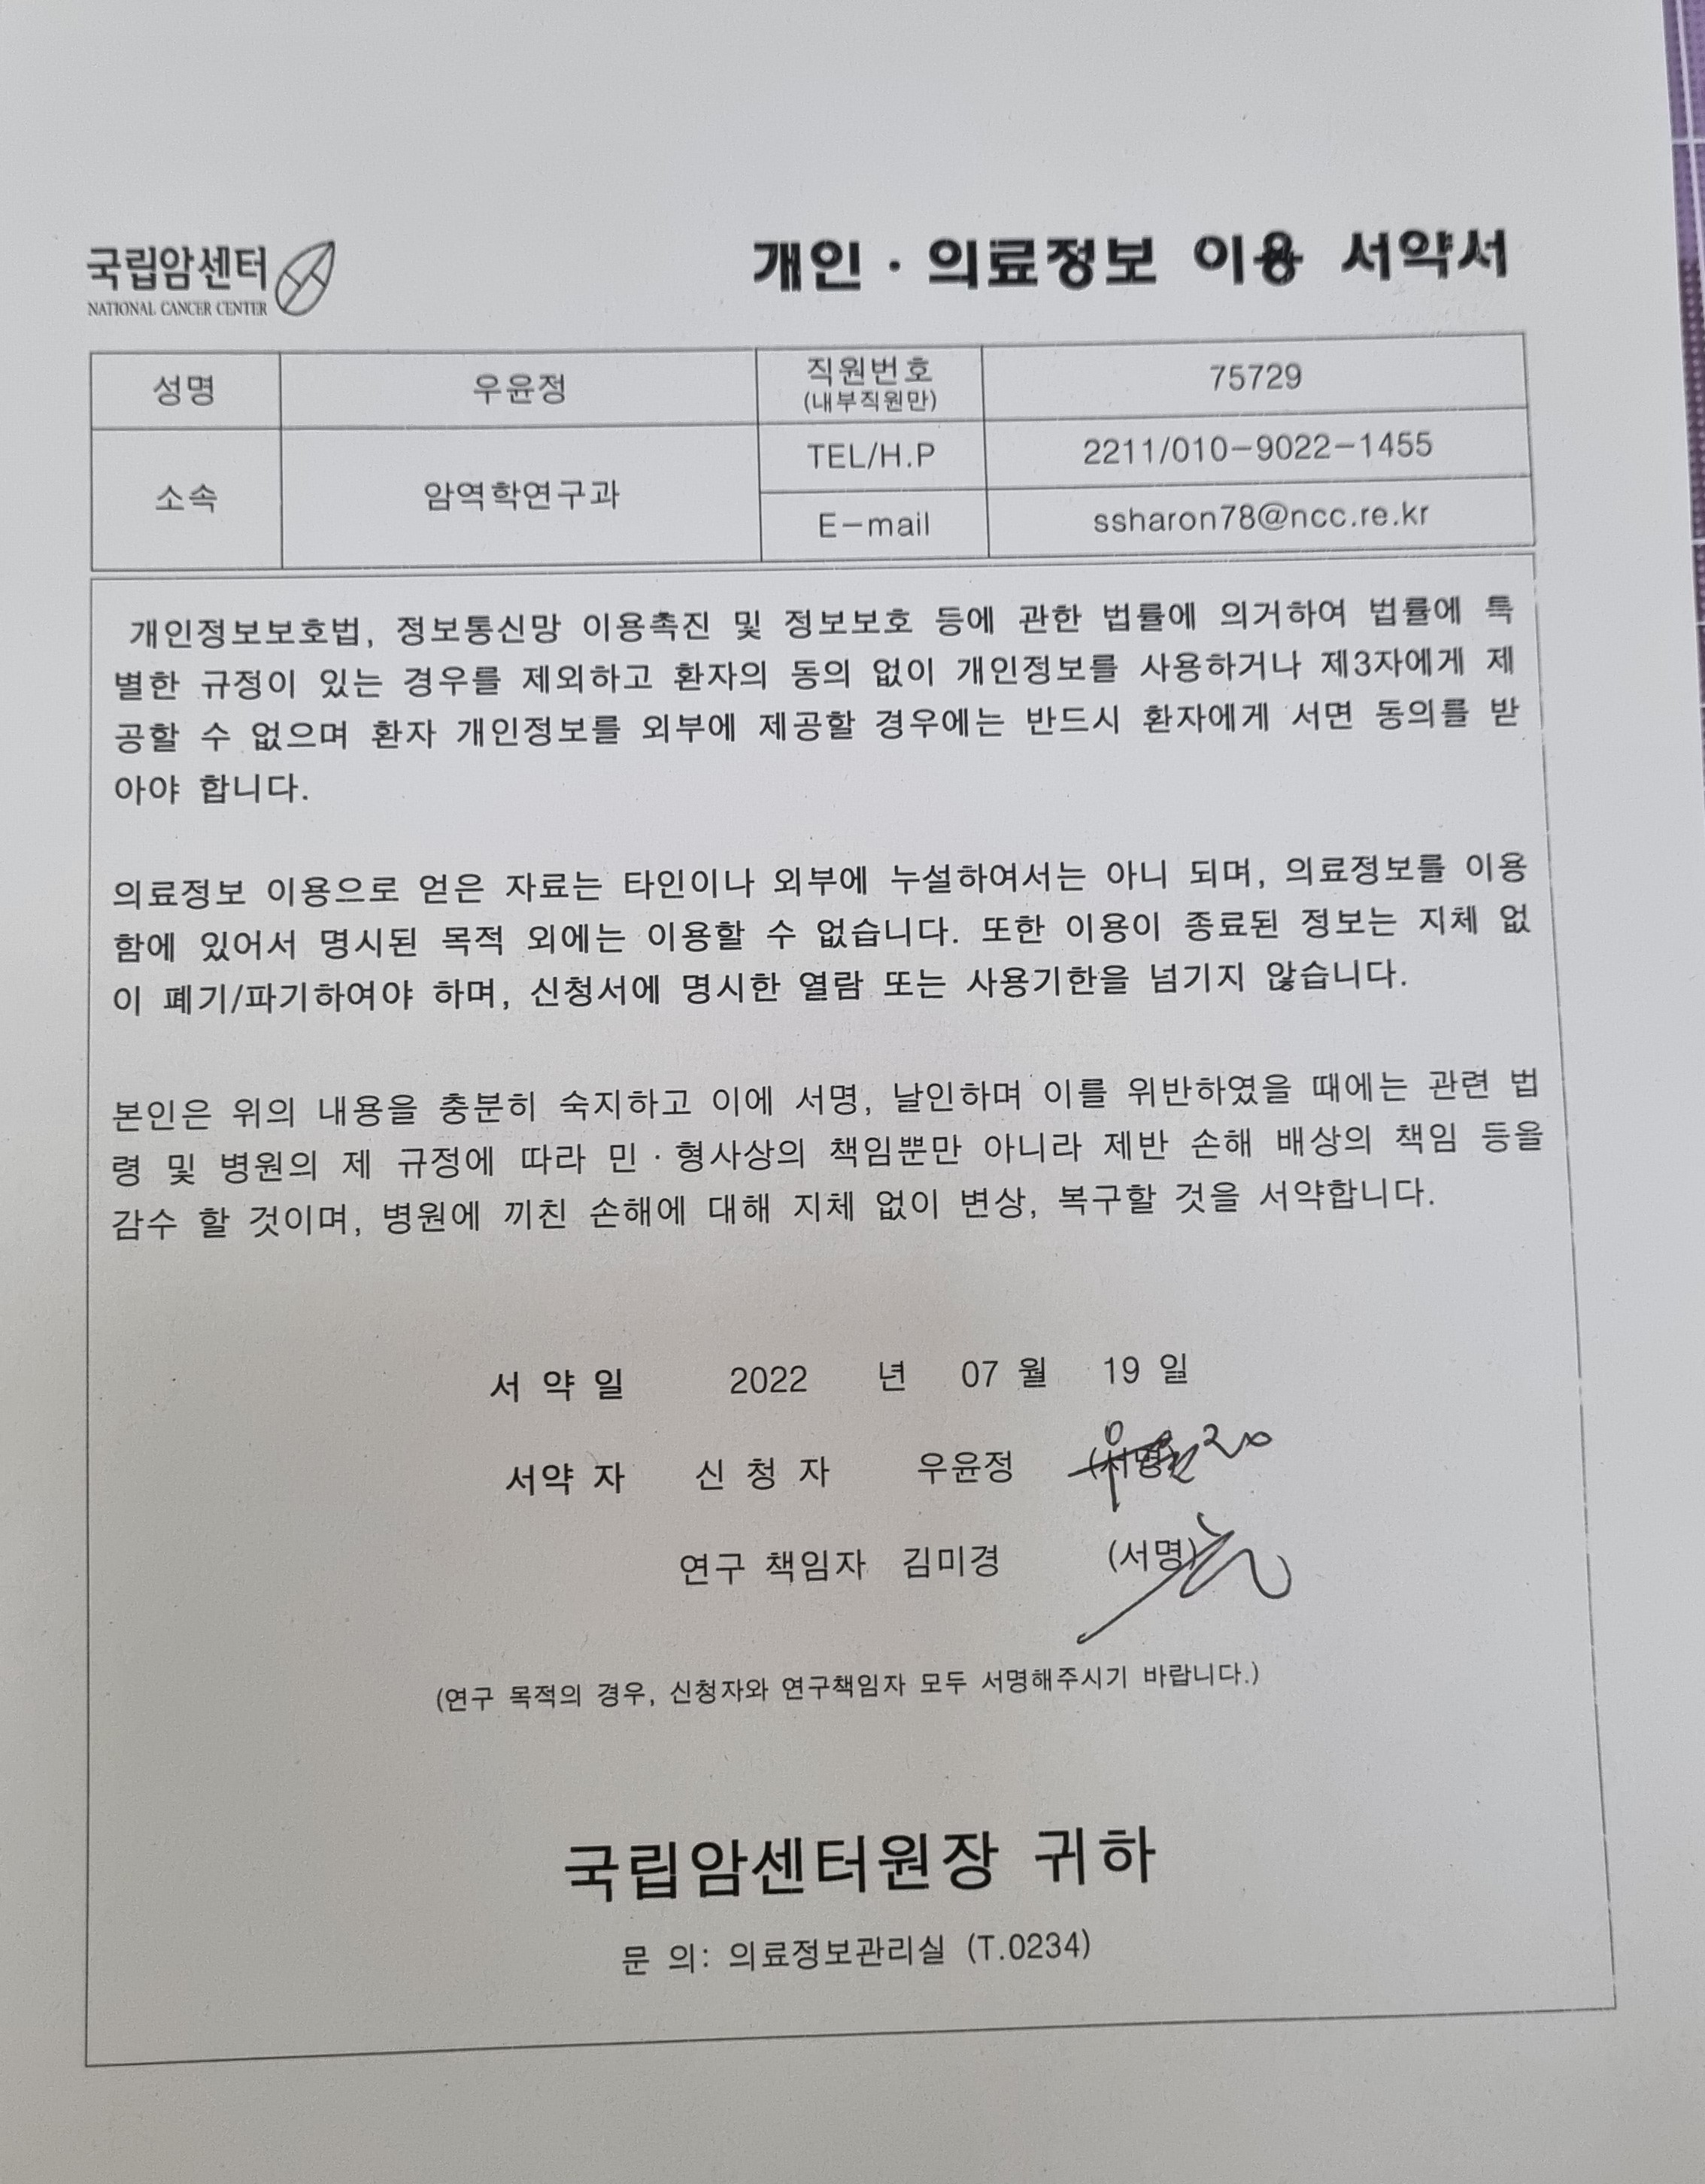 국립암센터
NATIONAL CANCER CENTER
개인 · 의료정보 이용 서약서
성명 우윤정 직원번호 (내부직원만) 75729
소속 암역학연구과 TEL/H.P 2211/010-9022-1455
E-mail ssharon78@ncc.re.kr
개인정보보호법, 정보통신망 이용촉진 및 정보보호 등에 관한 법률에 의거하여 법률에 특
별한 규정이 있는 경우를 제외하고 환자의 동의 없이 개인정보를 사용하거나 제3자에게 제
공할 수 없으며 환자 개인정보를 외부에 제공할 경우에는 반드시 환자에게 서면 동의를 받
아야 합니다.
의료정보 이용으로 얻은 자료는 타인이나 외부에 누설하여서는 아니 되며, 의료정보를 이용
함에 있어서 명시된 목적 외에는 이용할 수 없습니다. 또한 이용이 종료된 정보는 지체 없
이 폐기/파기하여야 하며, 신청서에 명시한 열람 또는 사용기한을 넘기지 않습니다.
본인은 위의 내용을 충분히 숙지하고 이에 서명, 날인하며 이를 위반하였을 때에는 관련 법
령 및 병원의 제 규정에 따라 민 · 형사상의 책임뿐만 아니라 제반 손해 배상의 책임 등을
감수 할 것이며, 병원에 끼친 손해에 대해 지체 없이 변상, 복구할 것을 서약합니다.
서 약 일 2022 년 07 월 19 일
서약 자 신 청 자 우윤정 (서명)
연구 책임자 김미경 (서명)
(연구 목적의 경우, 신청자와 연구책임자 모두 서명해주시기 바랍니다.)
국립암센터원장 귀하
문 의: 의료정보관리실 (T.0234)